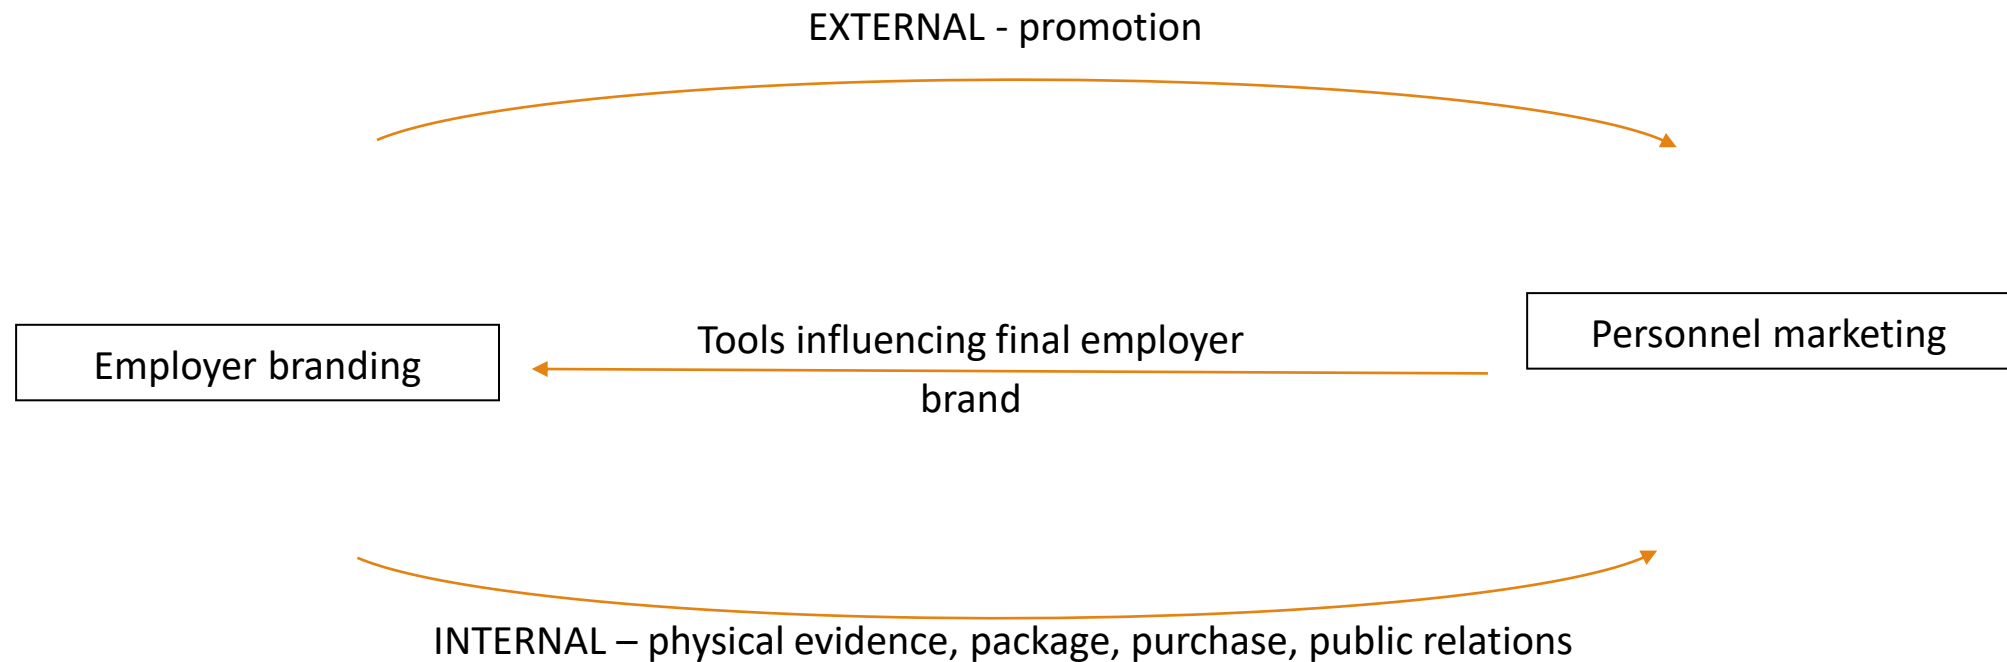 EXTERNAL - promotion
Employer branding
Tools influencing final employer
brand
Personnel marketing
INTERNAL – physical evidence, package, purchase, public relations